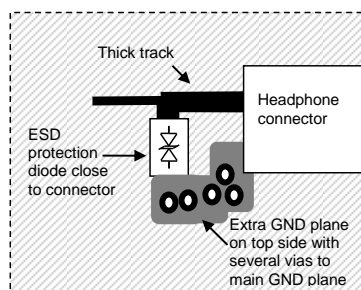 Thick track
Headphone
connector
ESD
protection
diode close
to connector
Extra GND plane
on top side with
several vias to
main GND plane